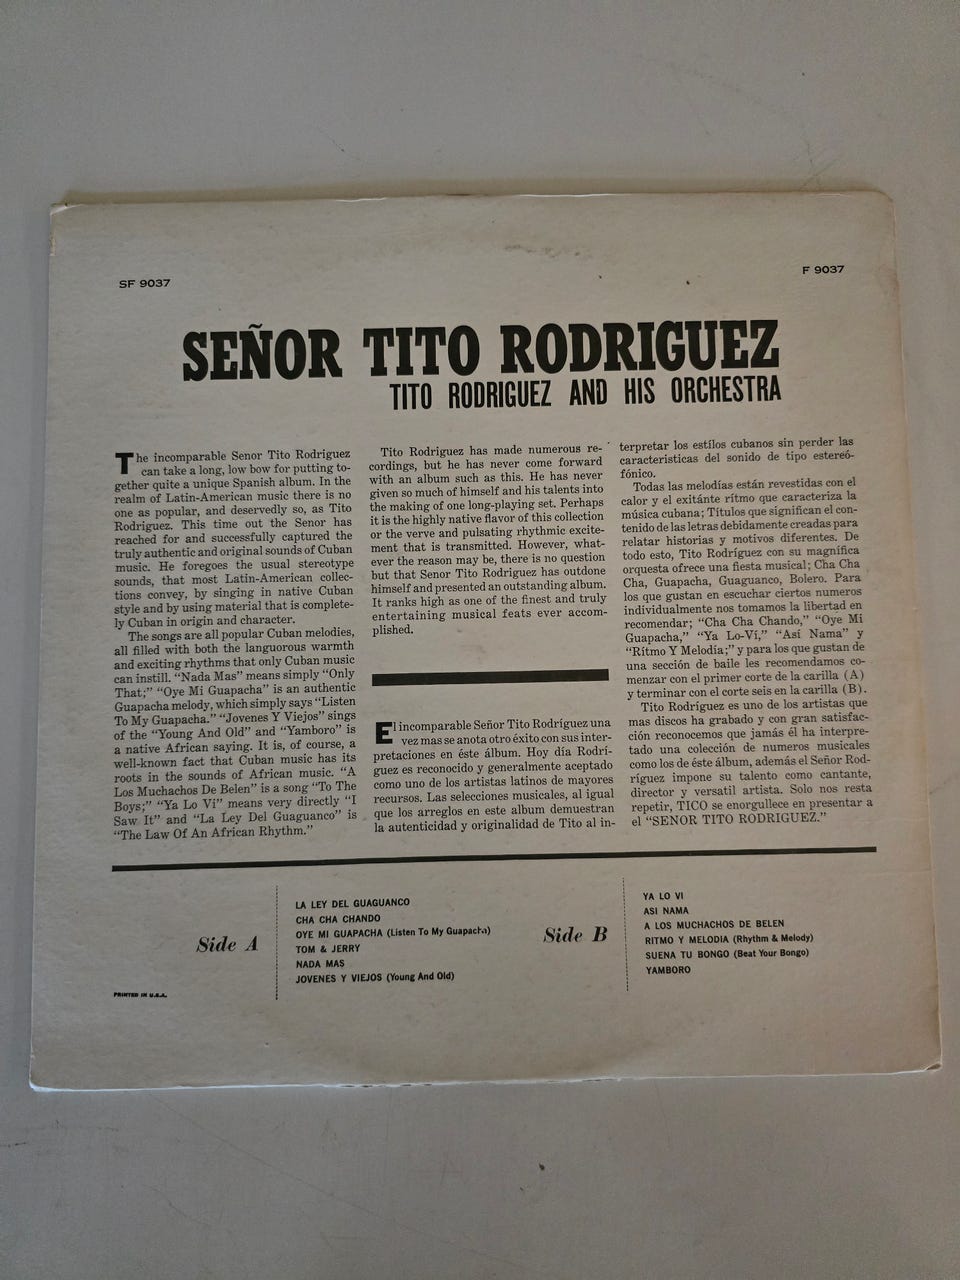 SF 9037
F 9037
SEÑOR TITO RODRIGUEZ
TITO RODRIGUEZ AND HIS ORCHESTRA
The incomparable Senor Tito Rodriguez
can take a long, low bow for putting to-
gether quite a unique Spanish album. In the
realm of Latin-American music there is no
one as popular, and deservedly so, as Tito
Rodriguez. This time out the Senor has
reached for and successfully captured the
truly authentic and original sounds of Cuban
music. He foregoes the usual stereotype
sounds, that most Latin-American collec-
tions convey, by singing in native Cuban
style and by using material that is complete-
ly Cuban in origin and character.
The songs are all popular Cuban melodies,
all filled with both the languorous warmth
and exciting rhythms that only Cuban music
can instill. "Nada Mas" means simply "Only
That;" "Oye Mi Guapacha" is an authentic
Guapacha melody, which simply says "Listen
To My Guapacha." "Jovenes Y Viejos" sings
of the "Young And Old" and "Yamboro" is
a native African saying. It is, of course, a
well-known fact that Cuban music has its
roots in the sounds of African music. "A
Los Muchachos De Belen" is a song "To The
Boys;" "Ya Lo Vi" means very directly "I
Saw It" and "La Ley Del Guaguanco" is
"The Law Of An African Rhythm."
Tito Rodriguez has made numerous re-
cordings, but he has never come forward
with an album such as this. He has never
given so much of himself and his talents into
the making of one long-playing set. Perhaps
it is the highly native flavor of this collection
or the verve and pulsating rhythmic excite-
ment that is transmitted. However, what-
ever the reason may be, there is no question
but that Senor Tito Rodriguez has outdone
himself and presented an outstanding album.
It ranks high as one of the finest and truly
entertaining musical feats ever accom-
plished.
El incomparable Señor Tito Rodríguez una
vez mas se anota otro éxito con sus inter-
pretaciones en éste álbum. Hoy día Rodrí-
guez es reconocido y generalmente aceptado
como uno de los artistas latinos de mayores
recursos. Las selecciones musicales, al igual
que los arreglos en este album demuestran
la autenticidad y originalidad de Tito al in-
terpretar los estílos cubanos sin perder las
caracteristicas del sonido de tipo estereó-
fónico.
Todas las melodías están revestidas con el
calor y el exitánte rítmo que caracteriza la
música cubana; Títulos que significan el con-
tenido de las letras debidamente creadas para
relatar historias y motivos diferentes. De
todo esto, Tito Rodríguez con su magnífica
orquesta ofrece una fiesta musical; Cha Cha
Cha, Guapacha, Guaguanco, Bolero. Para
los que gustan en escuchar ciertos numeros
individualmente nos tomamos la libertad en
recomendar; "Cha Cha Chando," "Oye Mi
Guapacha," "Ya Lo-Ví," "Así Nama" y
"Rítmo Y Melodía;" y para los que gustan de
una sección de baile les recomendamos co-
menzar con el primer corte de la carilla (A)
y terminar con el corte seis en la carilla (B).
Tito Rodríguez es uno de los artistas que
mas discos ha grabado y con gran satisfac-
ción reconocemos que jamás él ha interpre-
tado una colección de numeros musicales
como los de éste álbum, además el Señor Rod-
ríguez impone su talento como cantante,
director y versatil artista. Solo nos resta
repetir, TICO se enorgullece en presentar a
el "SENOR TITO RODRIGUEZ."
Side A
LA LEY DEL GUAGUANCO
CHA CHA CHANDO
OYE MI GUAPACHA (Listen To My Guapacha)
TOM & JERRY
NADA MAS
JOVENES Y VIEJOS (Young And Old)
Side B
YA LO VI
ASI NAMA
A LOS MUCHACHOS DE BELEN
RITMO Y MELODIA (Rhythm & Melody)
SUENA TU BONGO (Beat Your Bongo)
YAMBORO
PRINTED IN U.S.A.